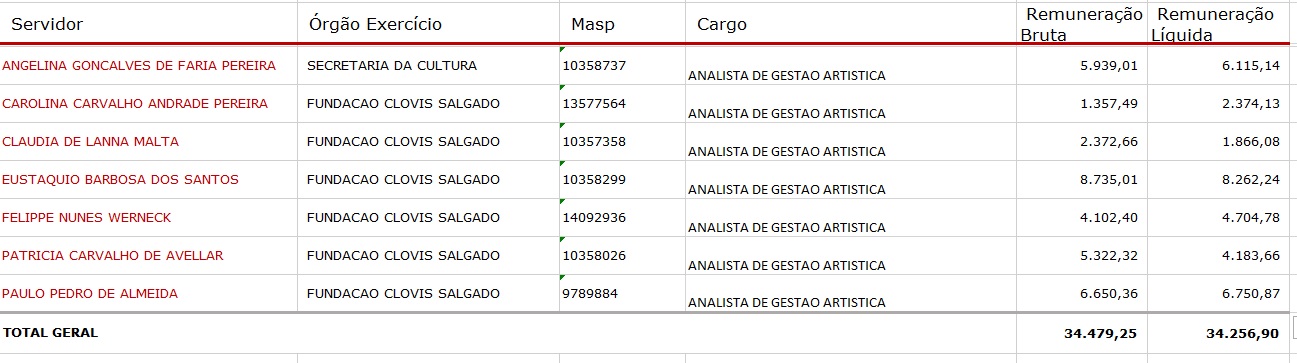 Servidor Órgão Exercício Masp Cargo Remuneração Bruta Remuneração Líquida
ANGELINA GONCALVES DE FARIA PEREIRA SECRETARIA DA CULTURA 10358737 ANALISTA DE GESTAO ARTISTICA 5.939,01 6.115,14
CAROLINA CARVALHO ANDRADE PEREIRA FUNDACAO CLOVIS SALGADO 13577564 ANALISTA DE GESTAO ARTISTICA 1.357,49 2.374,13
CLAUDIA DE LANNA MALTA FUNDACAO CLOVIS SALGADO 10357358 ANALISTA DE GESTAO ARTISTICA 2.372,66 1.866,08
EUSTAQUIO BARBOSA DOS SANTOS FUNDACAO CLOVIS SALGADO 10358299 ANALISTA DE GESTAO ARTISTICA 8.735,01 8.262,24
FELIPPE NUNES WERNECK FUNDACAO CLOVIS SALGADO 14092936 ANALISTA DE GESTAO ARTISTICA 4.102,40 4.704,78
PATRICIA CARVALHO DE AVELLAR FUNDACAO CLOVIS SALGADO 10358026 ANALISTA DE GESTAO ARTISTICA 5.322,32 4.183,66
PAULO PEDRO DE ALMEIDA FUNDACAO CLOVIS SALGADO 9789884 ANALISTA DE GESTAO ARTISTICA 6.650,36 6.750,87
TOTAL GERAL 34.479,25 34.256,90